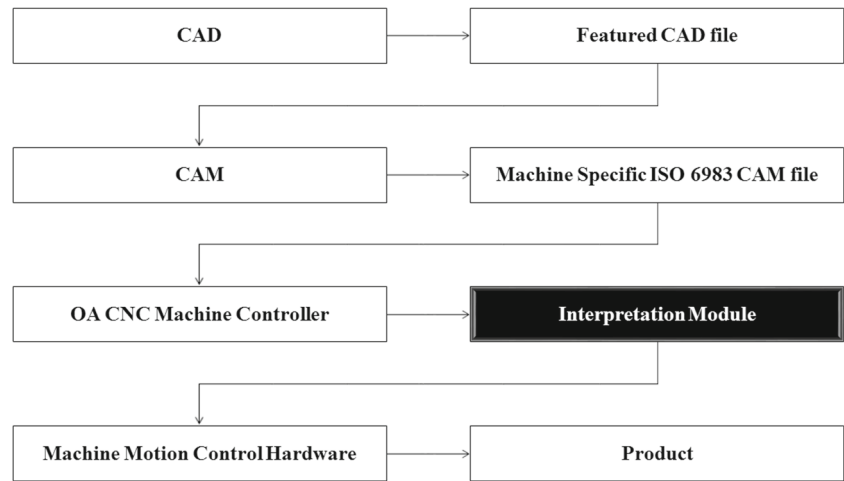 CAD
Featured CAD file
CAM
Machine Specific ISO 6983 CAM file
OA CNC Machine Controller
Interpretation Module
Machine Motion Control Hardware
Product